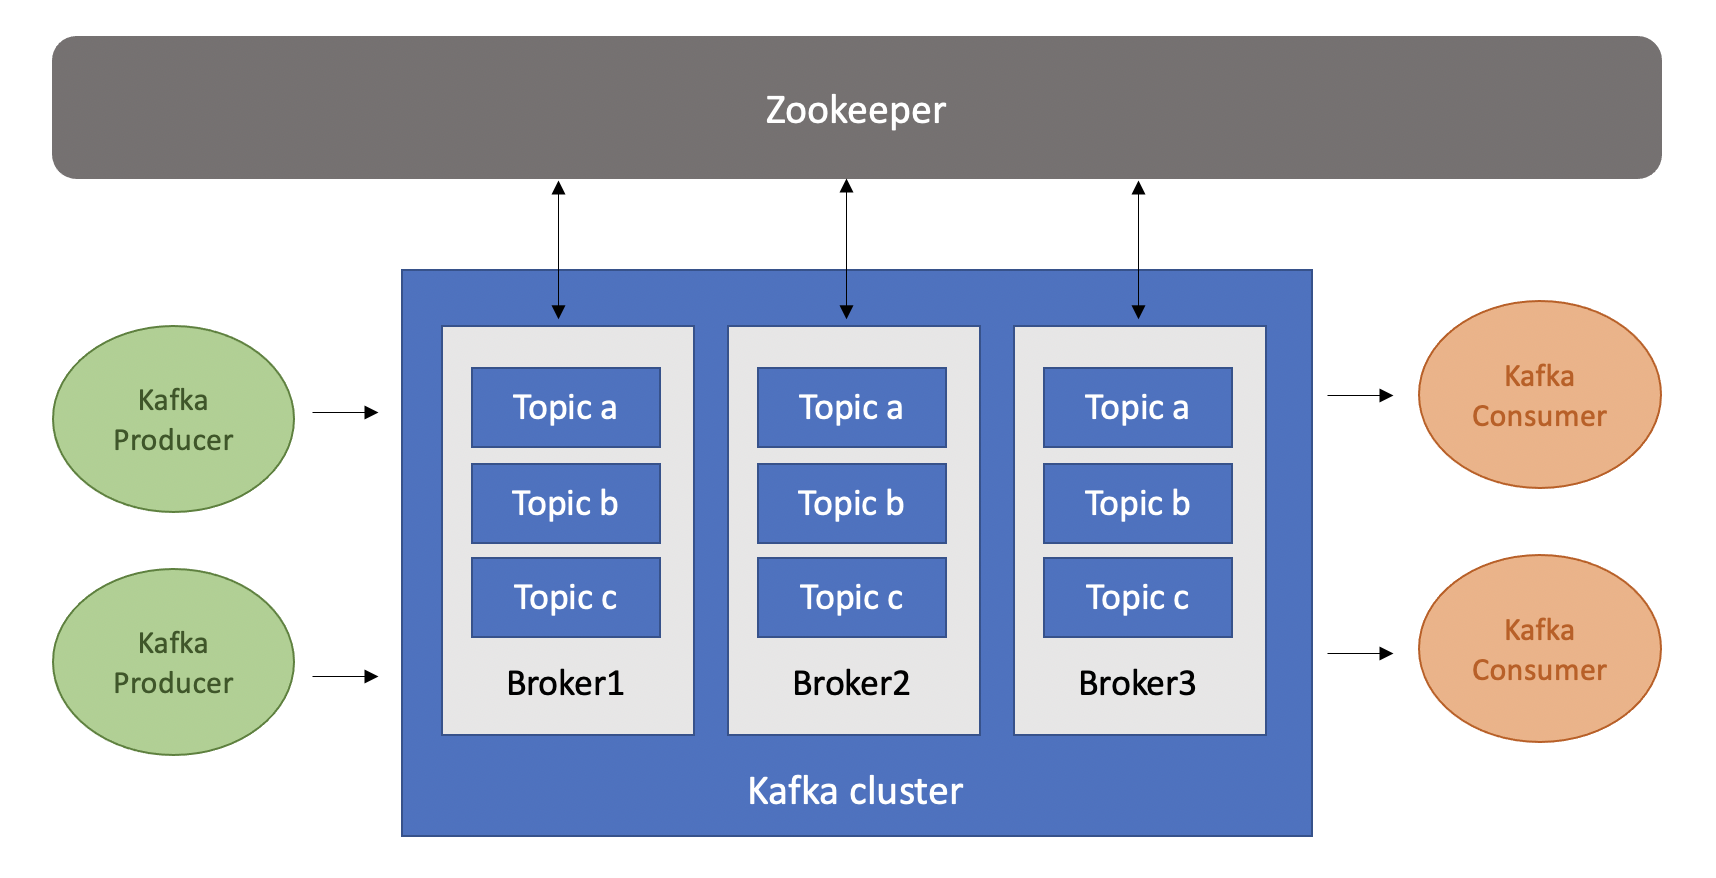 Zookeeper
Kafka
Producer
Kafka
Producer
Topic a
Topic b
Topic c
Broker1
Topic a
Topic b
Topic c
Broker2
Topic a
Topic b
Topic c
Broker3
Kafka cluster
Kafka
Consumer
Kafka
Consumer